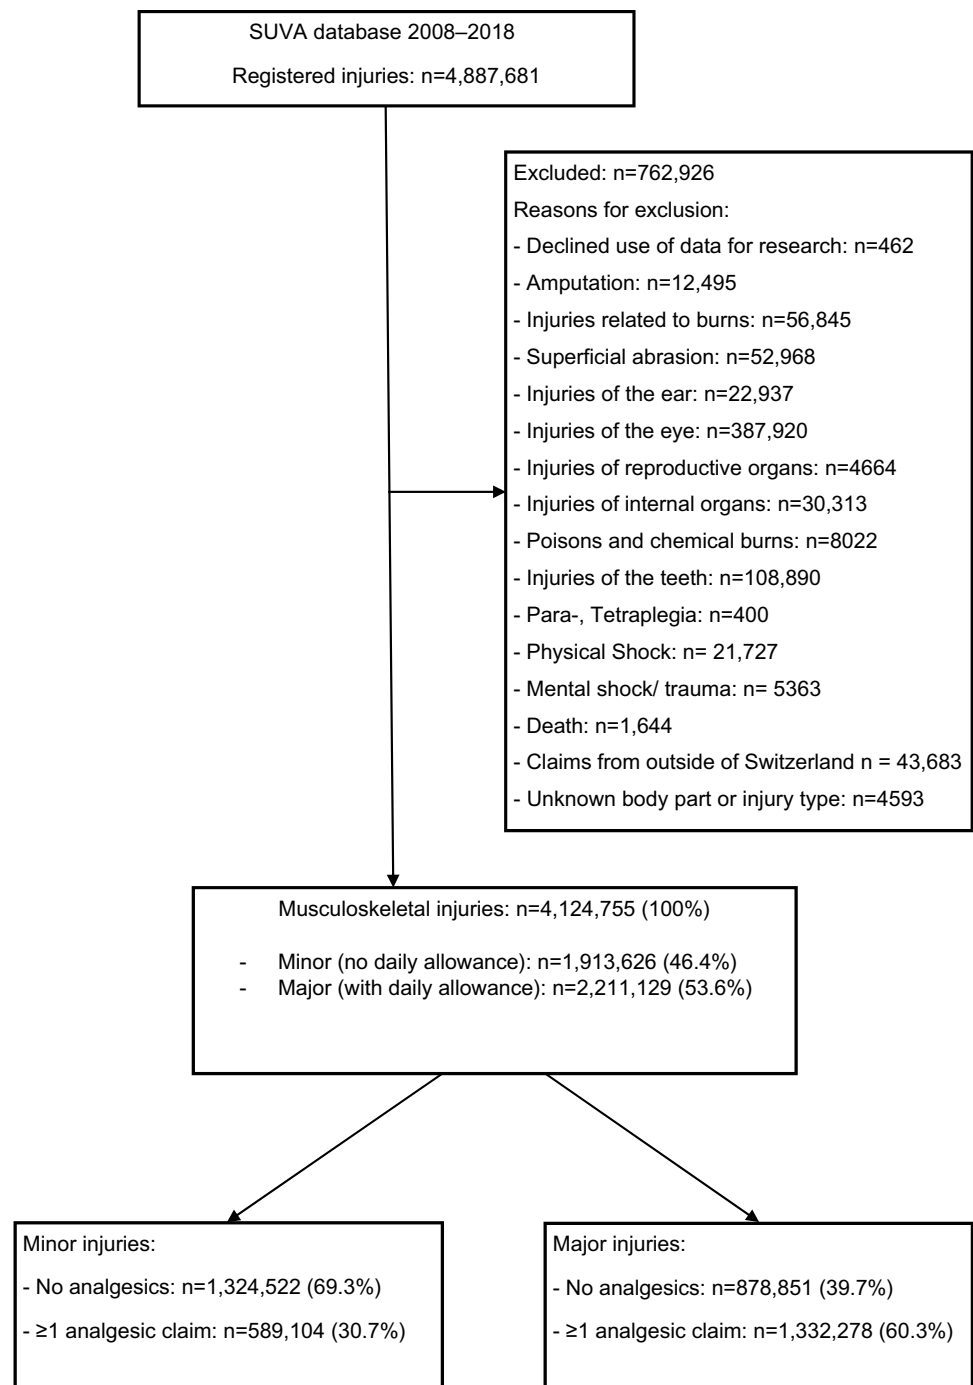 SUVA database 2008–2018
Registered injuries: n=4,887,681
Excluded: n=762,926
Reasons for exclusion:
- Declined use of data for research: n=462
- Amputation: n=12,495
- Injuries related to burns: n=56,845
- Superficial abrasion: n=52,968
- Injuries of the ear: n=22,937
- Injuries of the eye: n=387,920
- Injuries of reproductive organs: n=4664
- Injuries of internal organs: n=30,313
- Poisons and chemical burns: n=8022
- Injuries of the teeth: n=108,890
- Para-, Tetraplegia: n=400
- Physical Shock: n= 21,727
- Mental shock/ trauma: n= 5363
- Death: n=1,644
- Claims from outside of Switzerland n = 43,683
- Unknown body part or injury type: n=4593
Musculoskeletal injuries: n=4,124,755 (100%)
- Minor (no daily allowance): n=1,913,626 (46.4%)
- Major (with daily allowance): n=2,211,129 (53.6%)
Minor injuries:
- No analgesics: n=1,324,522 (69.3%)
- ≥1 analgesic claim: n=589,104 (30.7%)
Major injuries:
- No analgesics: n=878,851 (39.7%)
- ≥1 analgesic claim: n=1,332,278 (60.3%)